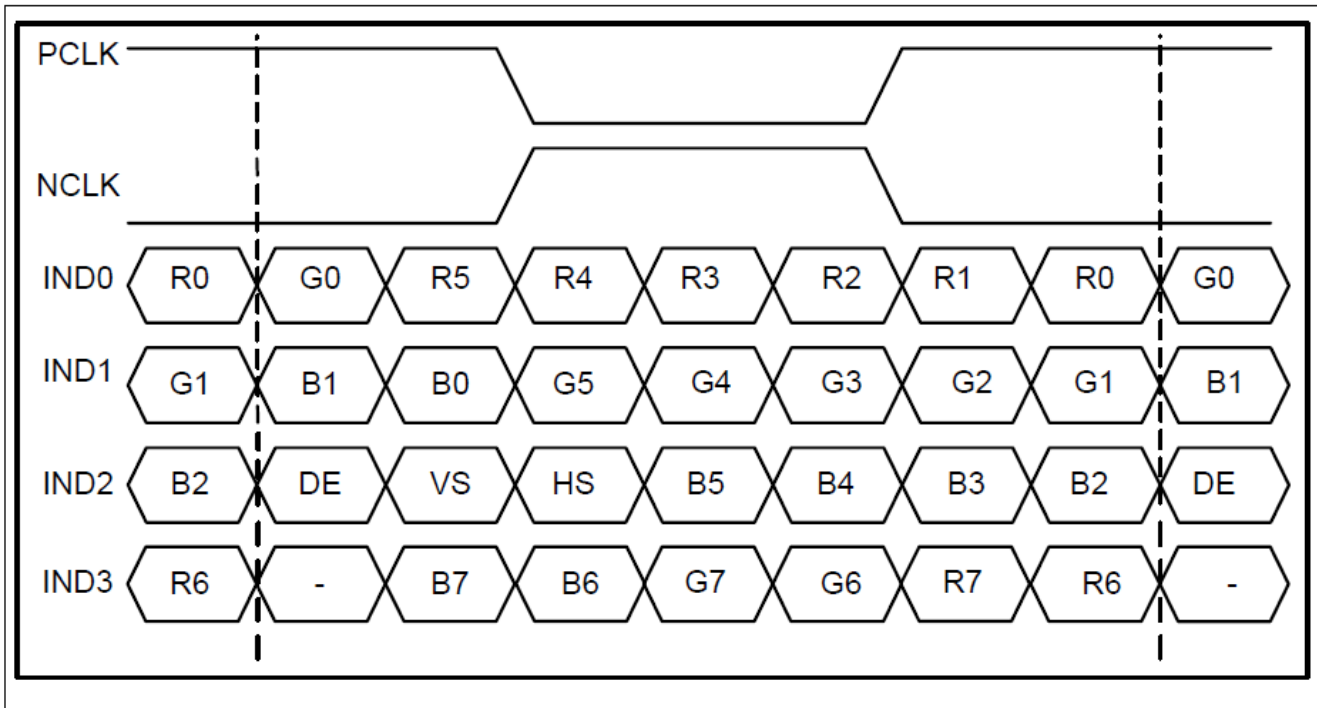 PCLK
NCLK
IND0 R0 G0 R5 R4 R3 R2 R1 R0 G0
IND1 G1 B1 B0 G5 G4 G3 G2 G1 B1
IND2 B2 DE VS HS B5 B4 B3 B2 DE
IND3 R6 - B7 B6 G7 G6 R7 R6 -